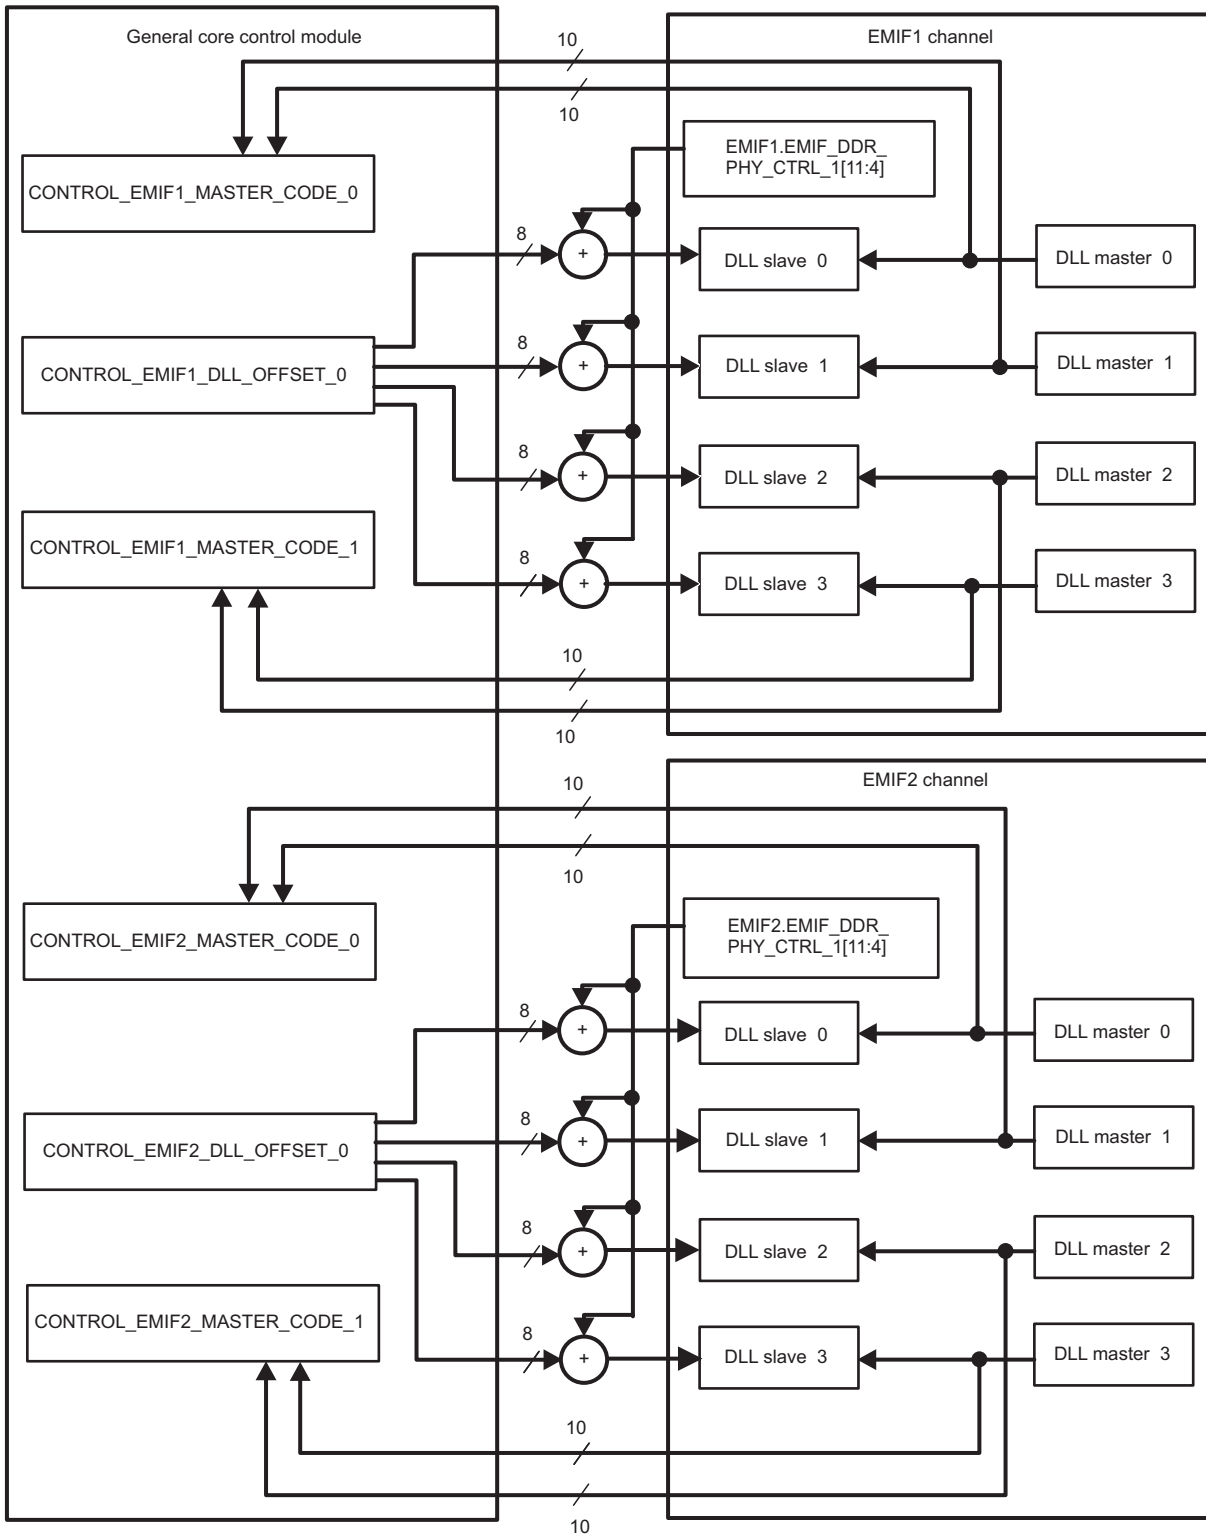 General core control module
10
EMIF1 channel
10
EMIF1.EMIF_DDR_
PHY_CTRL_1[11:4]
CONTROL_EMIF1_MASTER_CODE_0
8
+
DLL slave 0
DLL master 0
8
+
DLL slave 1
DLL master 1
CONTROL_EMIF1_DLL_OFFSET_0
8
+
DLL slave 2
DLL master 2
CONTROL_EMIF1_MASTER_CODE_1
8
+
DLL slave 3
DLL master 3
10
10
EMIF2 channel
10
10
EMIF2.EMIF_DDR_
PHY_CTRL_1[11:4]
CONTROL_EMIF2_MASTER_CODE_0
8
+
DLL slave 0
DLL master 0
8
+
DLL slave 1
DLL master 1
CONTROL_EMIF2_DLL_OFFSET_0
8
+
DLL slave 2
DLL master 2
CONTROL_EMIF2_MASTER_CODE_1
8
+
DLL slave 3
DLL master 3
10
10